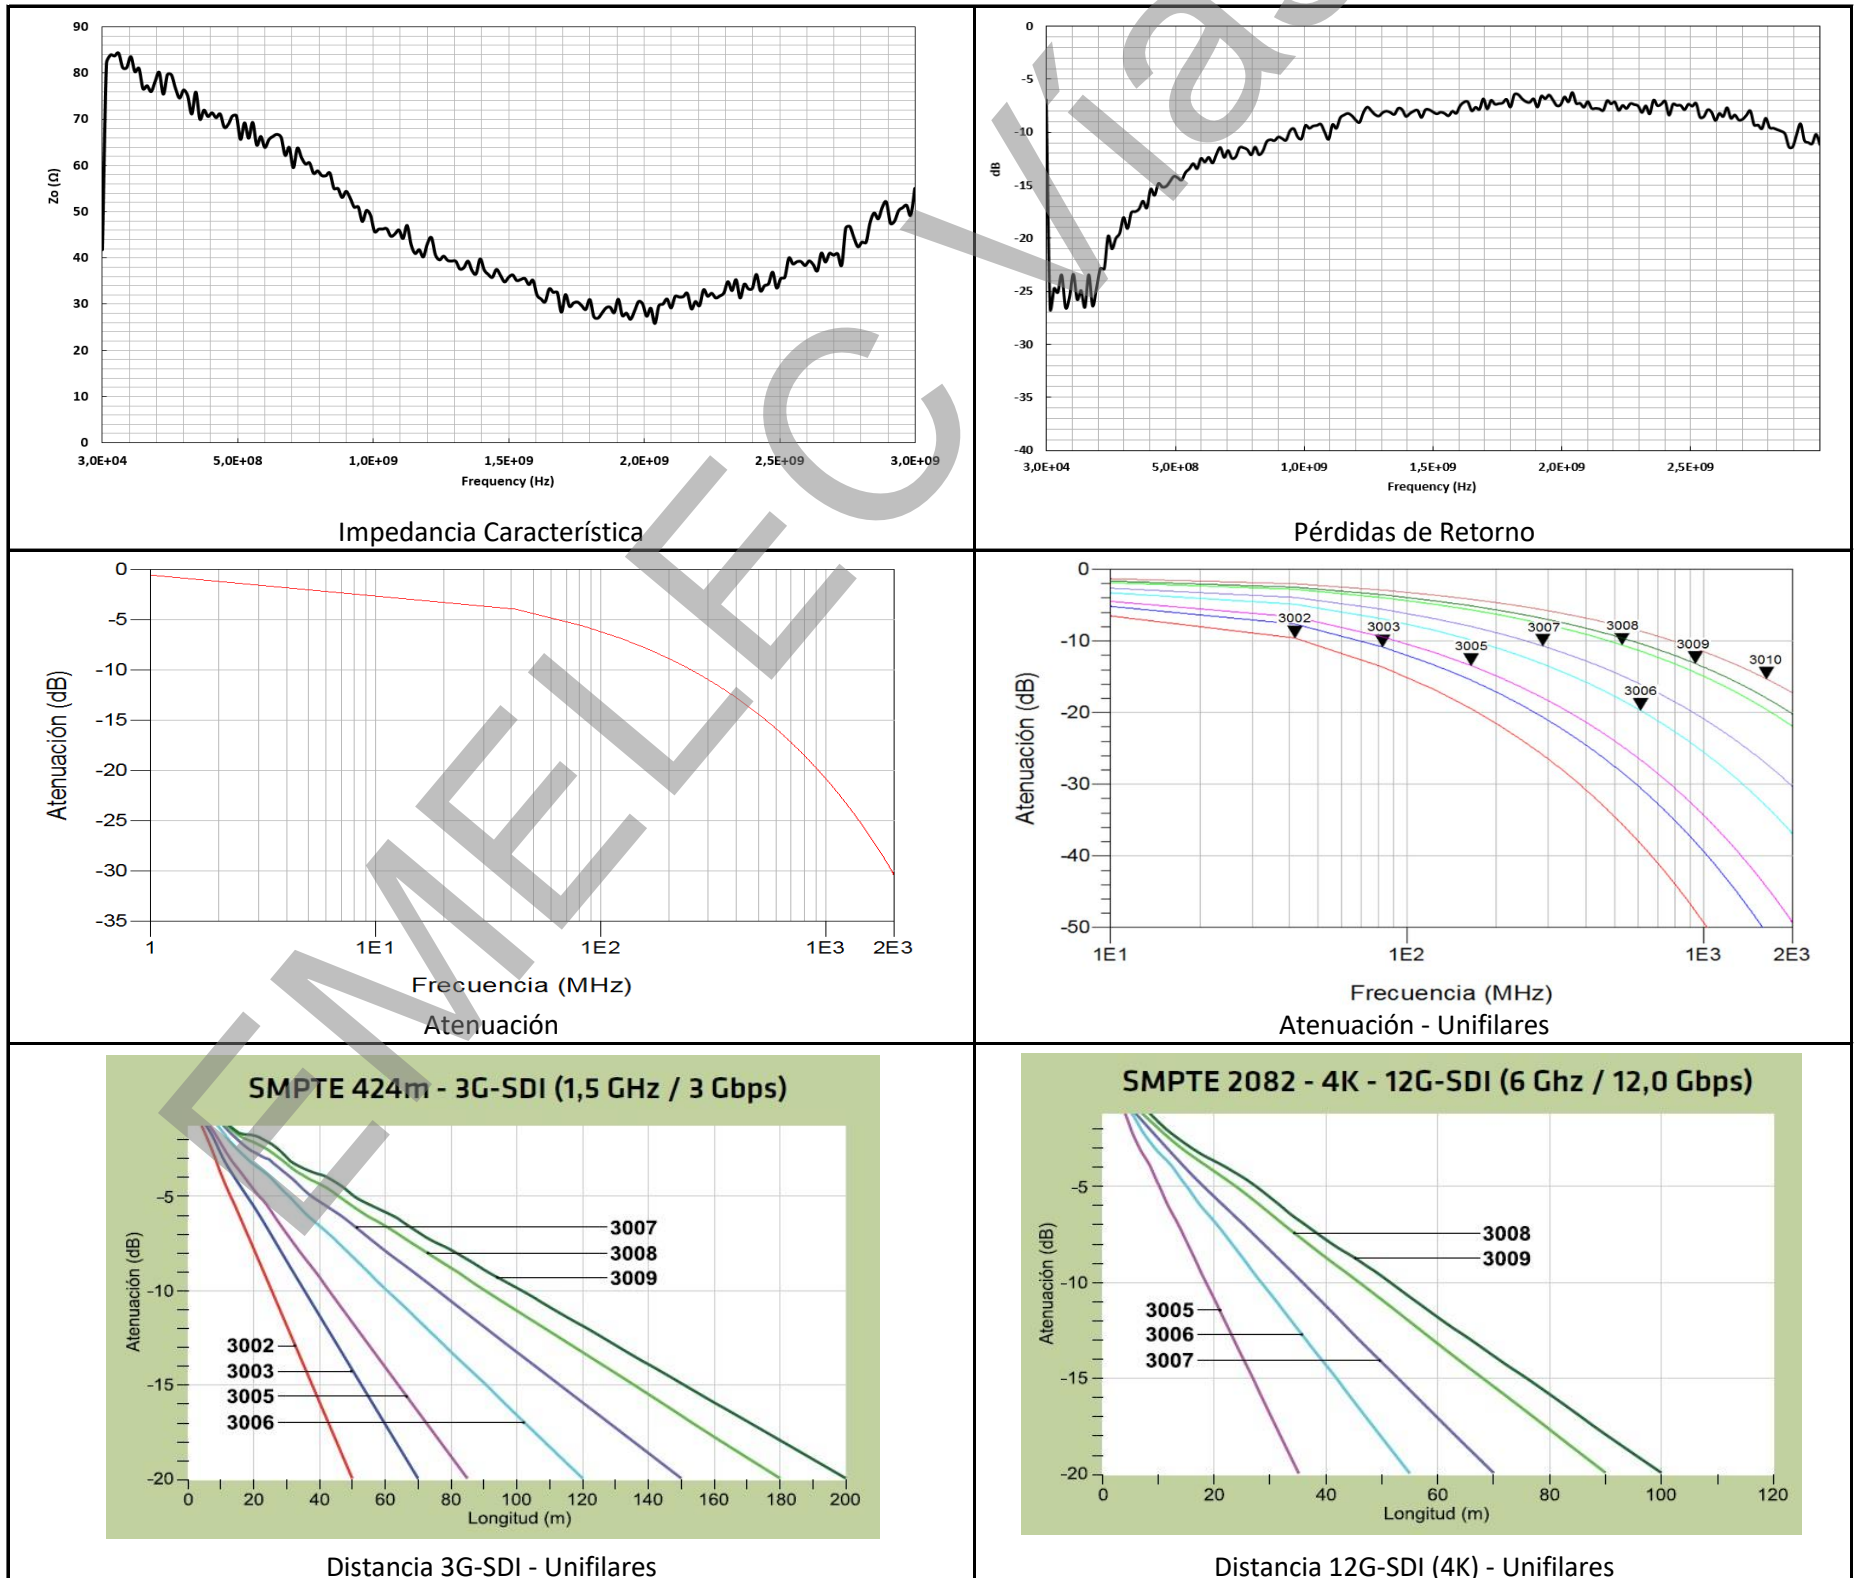 90
80
70
60
50
40
30
20
10
0
Zo (Ω)
3,0E+04
5,0E+08
1,0E+09
1,5E+09
2,0E+09
2,5E+09
3,0E+09
Frequency (Hz)
Impedancia Característica
0
-5
-10
-15
-20
-25
-30
-35
-40
dB
3,0E+04
5,0E+08
1,0E+09
1,5E+09
2,0E+09
2,5E+09
Frequency (Hz)
Pérdidas de Retorno
0
-5
-10
-15
-20
-25
-30
-35
Atenuación (dB)
1
1E1
1E2
1E3
2E3
Frecuencia (MHz)
Atenuación
0
-10
-20
-30
-40
-50
Atenuación (dB)
3002
3003
3005
3007
3008
3009
3010
3006
1E1
1E2
1E3
2E3
Frecuencia (MHz)
Atenuación - Unifilares
SMPTE 424m - 3G-SDI (1,5 GHz / 3 Gbps)
-5
-10
-15
-20
Atenuación (dB)
3007
3008
3009
3002
3003
3005
3006
0
20
40
60
80
100
120
140
160
180
200
Longitud (m)
Distancia 3G-SDI - Unifilares
SMPTE 2082 - 4K - 12G-SDI (6 Ghz / 12,0 Gbps)
-5
-10
-15
-20
Atenuación (dB)
3008
3009
3005
3006
3007
0
20
40
60
80
100
120
Longitud (m)
Distancia 12G-SDI (4K) - Unifilares
EMELEC Vías